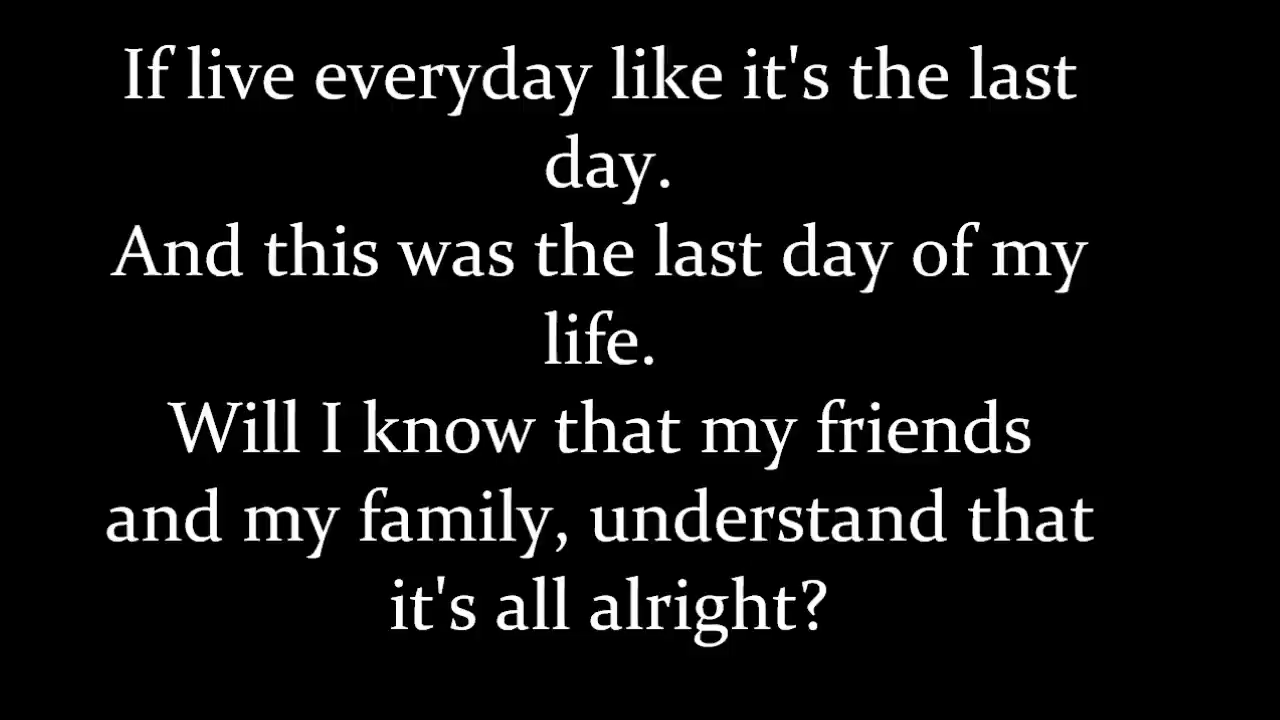 If live everyday like it's the last
day.
And this was the last day of my
life.
Will I know that my friends
and my family, understand that
it's all alright?